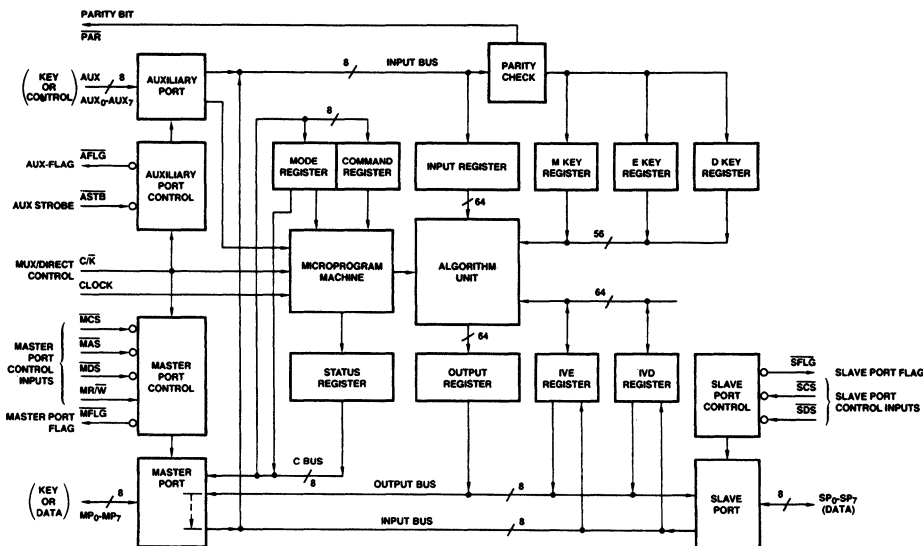 PARITY BIT
PAR
8
INPUT BUS
PARITY
CHECK
(KEY
OR
CONTROL)
AUX
8
AUX0-AUX7
AUXILIARY
PORT
8
AUX-FLAG
AFLG
AUX STROBE
ASTB
AUXILIARY
PORT
CONTROL
MODE
REGISTER
COMMAND
REGISTER
INPUT REGISTER
M KEY
REGISTER
E KEY
REGISTER
D KEY
REGISTER
64
56
MUX/DIRECT
CONTROL
C/K
CLOCK
MICROPROGRAM
MACHINE
ALGORITHM
UNIT
64
64
MASTER
PORT
CONTROL
INPUTS
MCS
MAS
MDS
MR/W
MASTER PORT
FLAG
MFLG
MASTER
PORT
CONTROL
STATUS
REGISTER
OUTPUT
REGISTER
IVE
REGISTER
IVD
REGISTER
SLAVE
PORT
CONTROL
SFLG
SLAVE PORT FLAG
SCS
SDS
SLAVE PORT
CONTROL INPUTS
C BUS
8
(KEY
OR
DATA)
8
MP0-MP7
MASTER
PORT
OUTPUT BUS
8
INPUT BUS
8
SLAVE
PORT
8
SP0-SP7
(DATA)